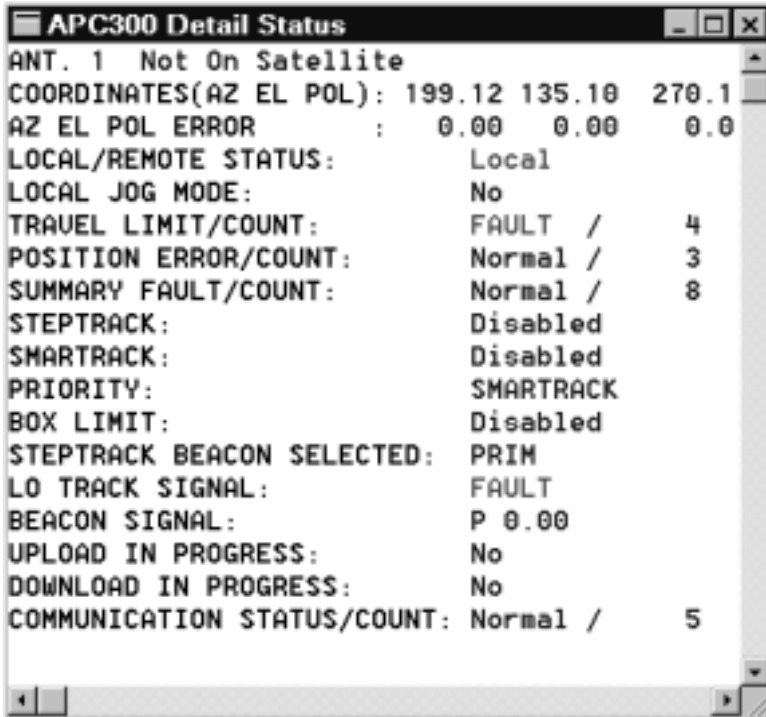 APC300 Detail Status
ANT. 1 Not On Satellite
COORDINATES(AZ EL POL): 199.12 135.10 270.1
AZ EL POL ERROR : 0.00 0.00 0.0
LOCAL/REMOTE STATUS: Local
LOCAL JOG MODE: No
TRAVEL LIMIT/COUNT: FAULT / 4
POSITION ERROR/COUNT: Normal / 3
SUMMARY FAULT/COUNT: Normal / 8
STEPTRACK: Disabled
SMARTRACK: Disabled
PRIORITY: SMARTRACK
BOX LIMIT: Disabled
STEPTRACK BEACON SELECTED: PRIM
LO TRACK SIGNAL: FAULT
BEACON SIGNAL: P 0.00
UPLOAD IN PROGRESS: No
DOWNLOAD IN PROGRESS: No
COMMUNICATION STATUS/COUNT: Normal / 5